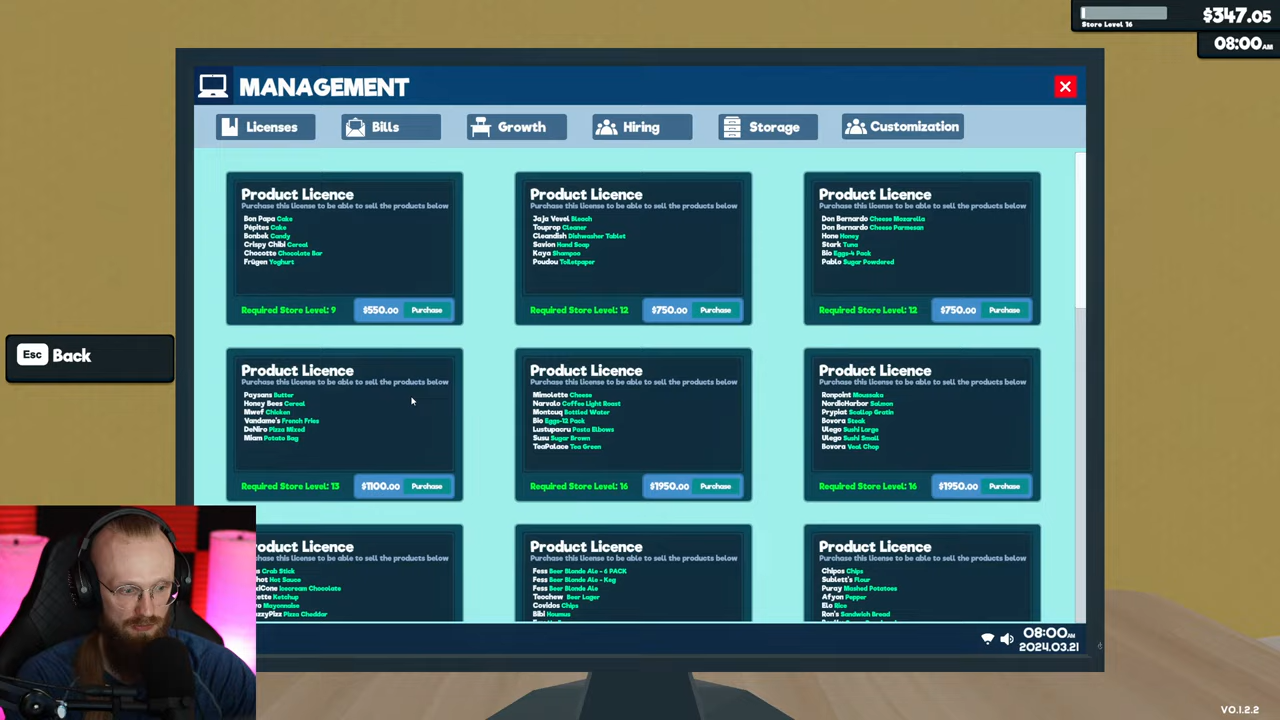 $347.05
Store Level 16
08:00AM
MANAGEMENT
Licenses
Bills
Growth
Hiring
Storage
Customization
Product Licence
Purchase this license to be able to sell the products below
Bon Papa Cake
Pépites Cake
Bonbek Candy
Crispy Chibi Cereal
Chocotte Chocolate Bar
Frügen Yoghurt
Required Store Level: 9
$550.00
Purchase
Product Licence
Purchase this license to be able to sell the products below
Jaja Vevel Bleach
Touprop Cleaner
Cleandish Dishwasher Tablet
Savion Hand Soap
Kaya Shampoo
Poudou Toiletpaper
Required Store Level: 12
$750.00
Purchase
Product Licence
Purchase this license to be able to sell the products below
Don Bernardo Cheese Mozarella
Don Bernardo Cheese Parmesan
Hone Honey
Stark Tuna
Bio Eggs-4 Pack
Pablo Sugar Powdered
Required Store Level: 12
$750.00
Purchase
Esc Back
Product Licence
Purchase this license to be able to sell the products below
Paysans Butter
Honey Bees Cereal
Mwef Chicken
Vandame's French Fries
DeNiro Pizza Mixed
Miam Potato Bag
Required Store Level: 13
$1100.00
Purchase
Product Licence
Purchase this license to be able to sell the products below
Mimolette Cheese
Narvalo Coffee Light Roast
Montcuq Bottled Water
Bio Eggs-12 Pack
Lustupacru Pasta Elbows
Susu Sugar Brown
TeaPalace Tea Green
Required Store Level: 16
$1950.00
Purchase
Product Licence
Purchase this license to be able to sell the products below
Ronpoint Moussaka
NordicHarbor Salmon
Prypiat Scallop Gratin
Bovora Steak
Ulego Sushi Large
Ulego Sushi Small
Bovora Veal Chop
Required Store Level: 16
$1950.00
Purchase
oduct Licence
rchase this license to be able to sell the products below
Crab Stick
hot Hot Sauce
xiCone Icecream Chocolate
ette Ketchup
Mayonnaise
zzyPizz Pizza Cheddar
Product Licence
Purchase this license to be able to sell the products below
Fess Beer Blonde Ale - 6 PACK
Fess Beer Blonde Ale - Keg
Fess Beer Blonde Ale
Teochew Beer Lager
Covidos Chips
Bibi Houmus
Product Licence
Purchase this license to be able to sell the products below
Chipos Chips
Sublett's Flour
Puray Mashed Potatoes
Afyon Pepper
Elo Rice
Ron's Sandwich Bread
08:00AM
2024.03.21
V0.1.2.2